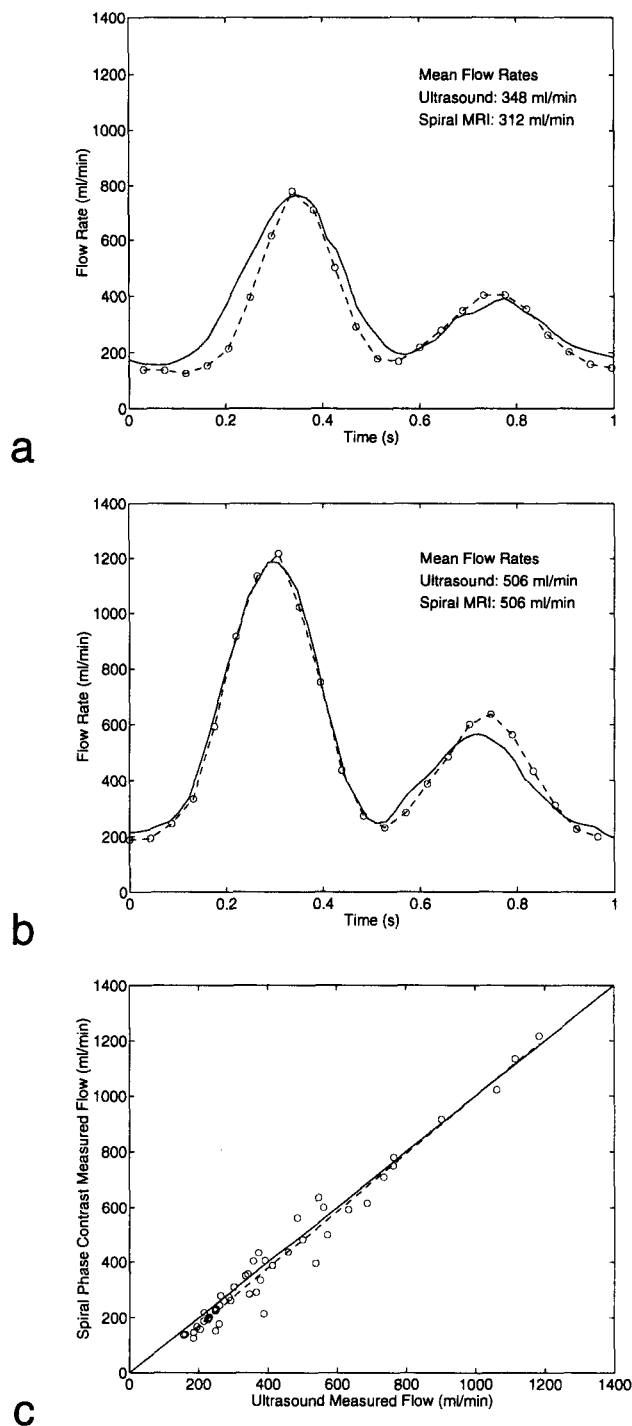 1400
1200
1000
800
600
400
200
0
Flow Rate (ml/min)
Mean Flow Rates
Ultrasound: 348 ml/min
Spiral MRI: 312 ml/min
0 0.2 0.4 0.6 0.8 1
Time (s)
a
1400
1200
1000
800
600
400
200
0
Flow Rate (ml/min)
Mean Flow Rates
Ultrasound: 506 ml/min
Spiral MRI: 506 ml/min
0 0.2 0.4 0.6 0.8 1
Time (s)
b
1400
1200
1000
800
600
400
200
0
Spiral Phase Contrast Measured Flow (ml/min)
0 200 400 600 800 1000 1200 1400
Ultrasound Measured Flow (ml/min)
c